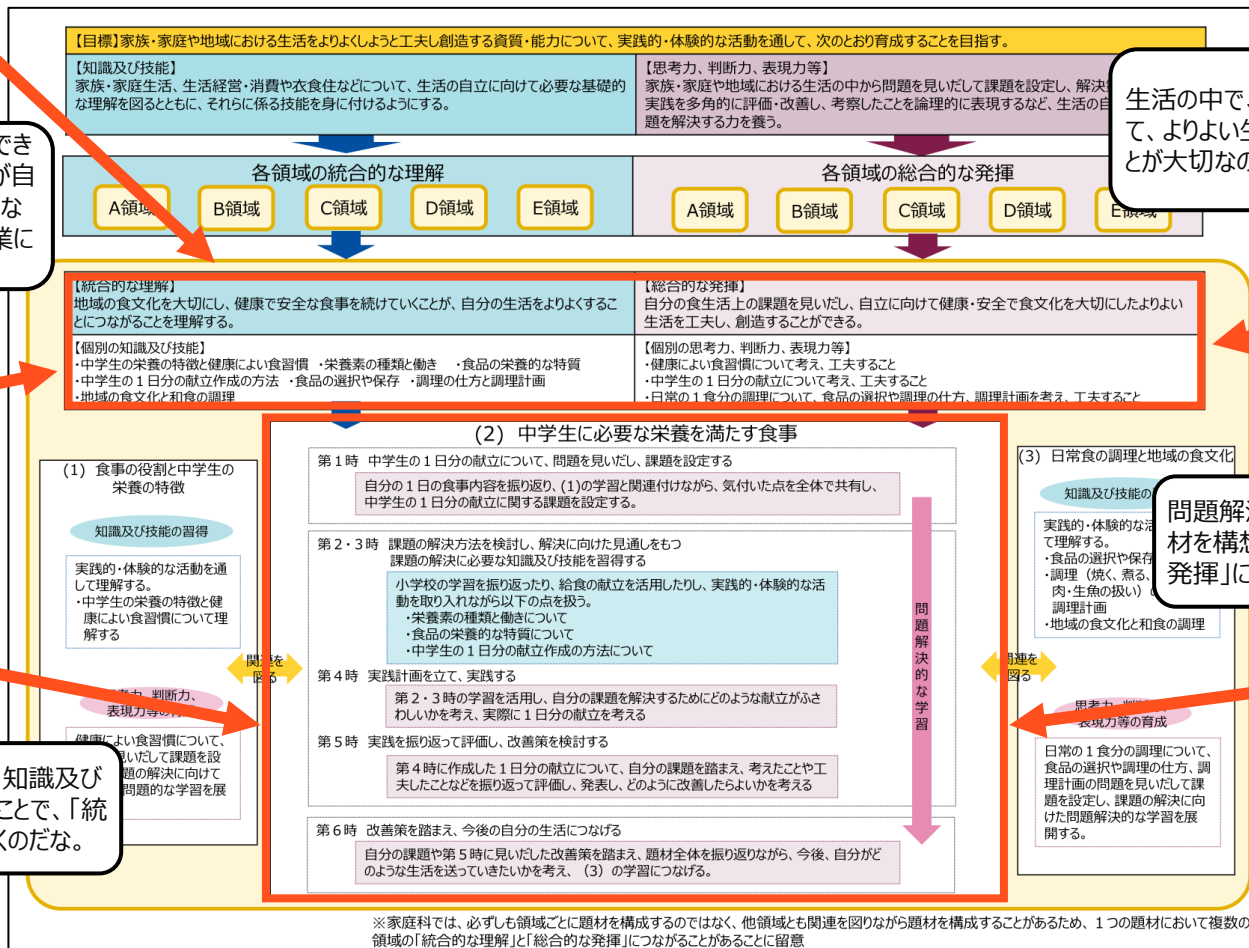 【目標】家族・家庭や地域における生活をよりよくしようと工夫し創造する資質・能力について、実践的・体験的な活動を通して、次のとおり育成することを目指す。
【知識及び技能】
家族・家庭生活、生活経営・消費や衣食住などについて、生活の自立に向けて必要な基礎的
な理解を図るとともに、それらに係る技能を身に付けるようにする。
【思考力、判断力、表現力等】
家族・家庭や地域における生活の中から問題を見いだして課題を設定し、解決
実践を多角的に評価・改善し、考察したことを論理的に表現するなど、生活の自
題を解決する力を養う。
生活の中で、
て、よりよい生
とが大切なの
でき
が自
な
業に
各領域の統合的な理解
A領域 B領域 C領域 D領域 E領域
各領域の総合的な発揮
A領域 B領域 C領域 D領域 E領域
【統合的な理解】
地域の食文化を大切にし、健康で安全な食事を続けていくことが、自分の生活をよりよくするこ
とにつながることを理解する。
【総合的な発揮】
自分の食生活上の課題を見いだし、自立に向けて健康・安全で食文化を大切にしたよりよい
生活を工夫し、創造することができる。
【個別の知識及び技能】
・中学生の栄養の特徴と健康によい食習慣 ・栄養素の種類と働き ・食品の栄養的な特質
・中学生の1日分の献立作成の方法 ・食品の選択や保存 ・調理の仕方と調理計画
・地域の食文化と和食の調理
【個別の思考力、判断力、表現力等】
・健康によい食習慣について考え、工夫すること
・中学生の1日分の献立について考え、工夫すること
・日常の1食分の調理について、食品の選択や調理の仕方、調理計画を考え、工夫すること
(1) 食事の役割と中学生の
栄養の特徴
知識及び技能の習得
実践的・体験的な活動を通
して理解する。
・中学生の栄養の特徴と健
康によい食習慣について理
解する
関連を
図る
判断力、
表現力等の
健康によい食習慣について、
見いだして課題を設
題の解決に向けて
問題的な学習を展
知識及び
ことで、「統
くのだな。
(2) 中学生に必要な栄養を満たす食事
第1時 中学生の1日分の献立について、問題を見いだし、課題を設定する
自分の1日の食事内容を振り返り、(1)の学習と関連付けながら、気付いた点を全体で共有し、
中学生の1日分の献立に関する課題を設定する。
第2・3時 課題の解決方法を検討し、解決に向けた見通しをもつ
課題の解決に必要な知識及び技能を習得する
小学校の学習を振り返ったり、給食の献立を活用したりし、実践的・体験的な活
動を取り入れながら以下の点を扱う。
・栄養素の種類と働きについて
・食品の栄養的な特質について
・中学生の1日分の献立作成の方法について
第4時 実践計画を立て、実践する
第2・3時の学習を活用し、自分の課題を解決するためにどのような献立がふさ
わしいかを考え、実際に1日分の献立を考える
第5時 実践を振り返って評価し、改善策を検討する
第4時に作成した1日分の献立について、自分の課題を踏まえ、考えたことや工
夫したことなどを振り返って評価し、発表し、どのように改善したらよいかを考える
第6時 改善策を踏まえ、今後の自分の生活につなげる
自分の課題や第5時に見いだした改善策を踏まえ、題材全体を振り返りながら、今後、自分がど
のような生活を送っていきたいかを考え、(3)の学習につなげる。
問題解決的な学習
関連を
図る
(3) 日常食の調理と地域の食文化
知識及び技能の
実践的・体験的な活
て理解する。
・食品の選択や保存
・調理(焼く、煮る、
肉・生魚の扱い)
調理計画
・地域の食文化と和食の調理
問題解決
材を構想
発揮」に
表現力等の育成
日常の1食分の調理について、
食品の選択や調理の仕方、調
理計画の問題を見いだして課
題を設定し、課題の解決に向
けた問題解決的な学習を展
開する。
※家庭科では、必ずしも領域ごとに題材を構成するのではなく、他領域とも関連を図りながら題材を構成することがあるため、1つの題材において複数の
領域の「統合的な理解」と「総合的な発揮」につながることがあることに留意